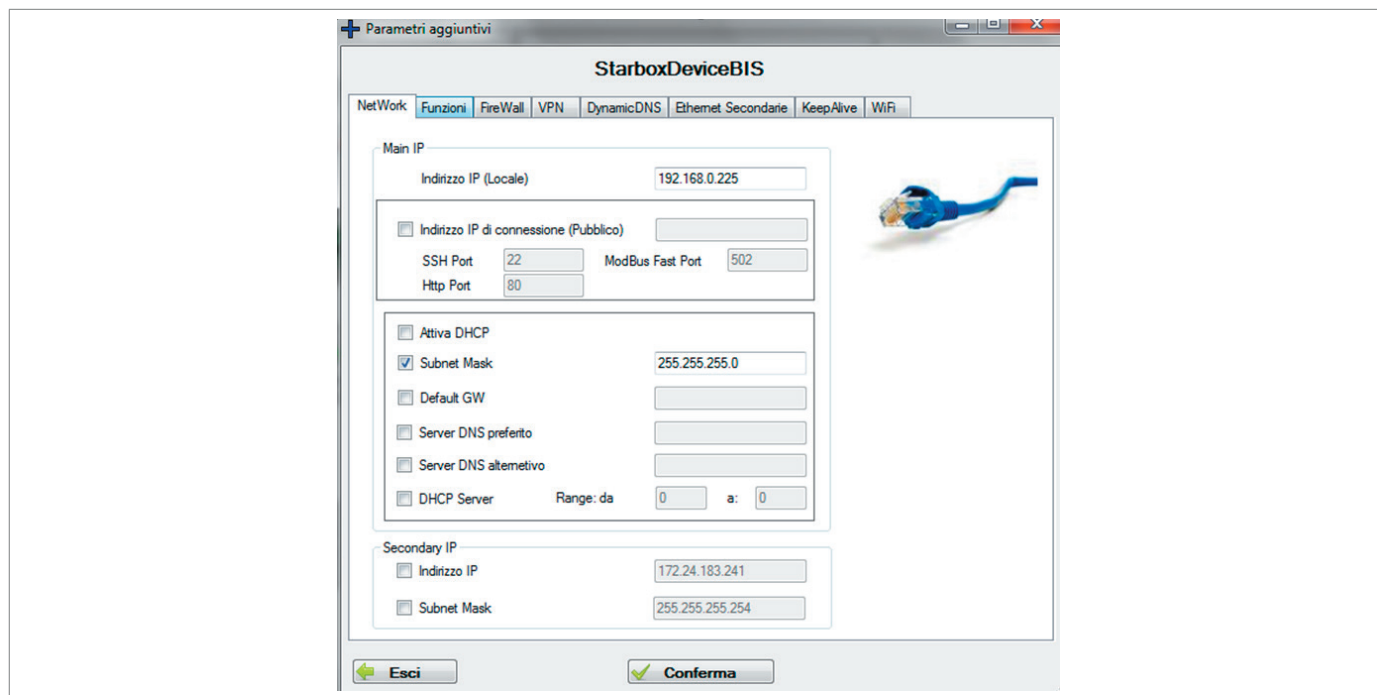 Parametri aggiuntivi
StarboxDeviceBIS
NetWork Funzioni FireWall VPN DynamicDNS Ethernet Secondarie KeepAlive WiFi
Main IP
Indirizzo IP (Locale) 192.168.0.225
Indirizzo IP di connessione (Pubblico)
SSH Port 22 ModBus Fast Port 502
Http Port 80
Attiva DHCP
Subnet Mask 255.255.255.0
Default GW
Server DNS preferito
Server DNS alternetivo
DHCP Server Range: da 0 a: 0
Secondary IP
Indirizzo IP 172.24.183.241
Subnet Mask 255.255.255.254
Esci Conferma